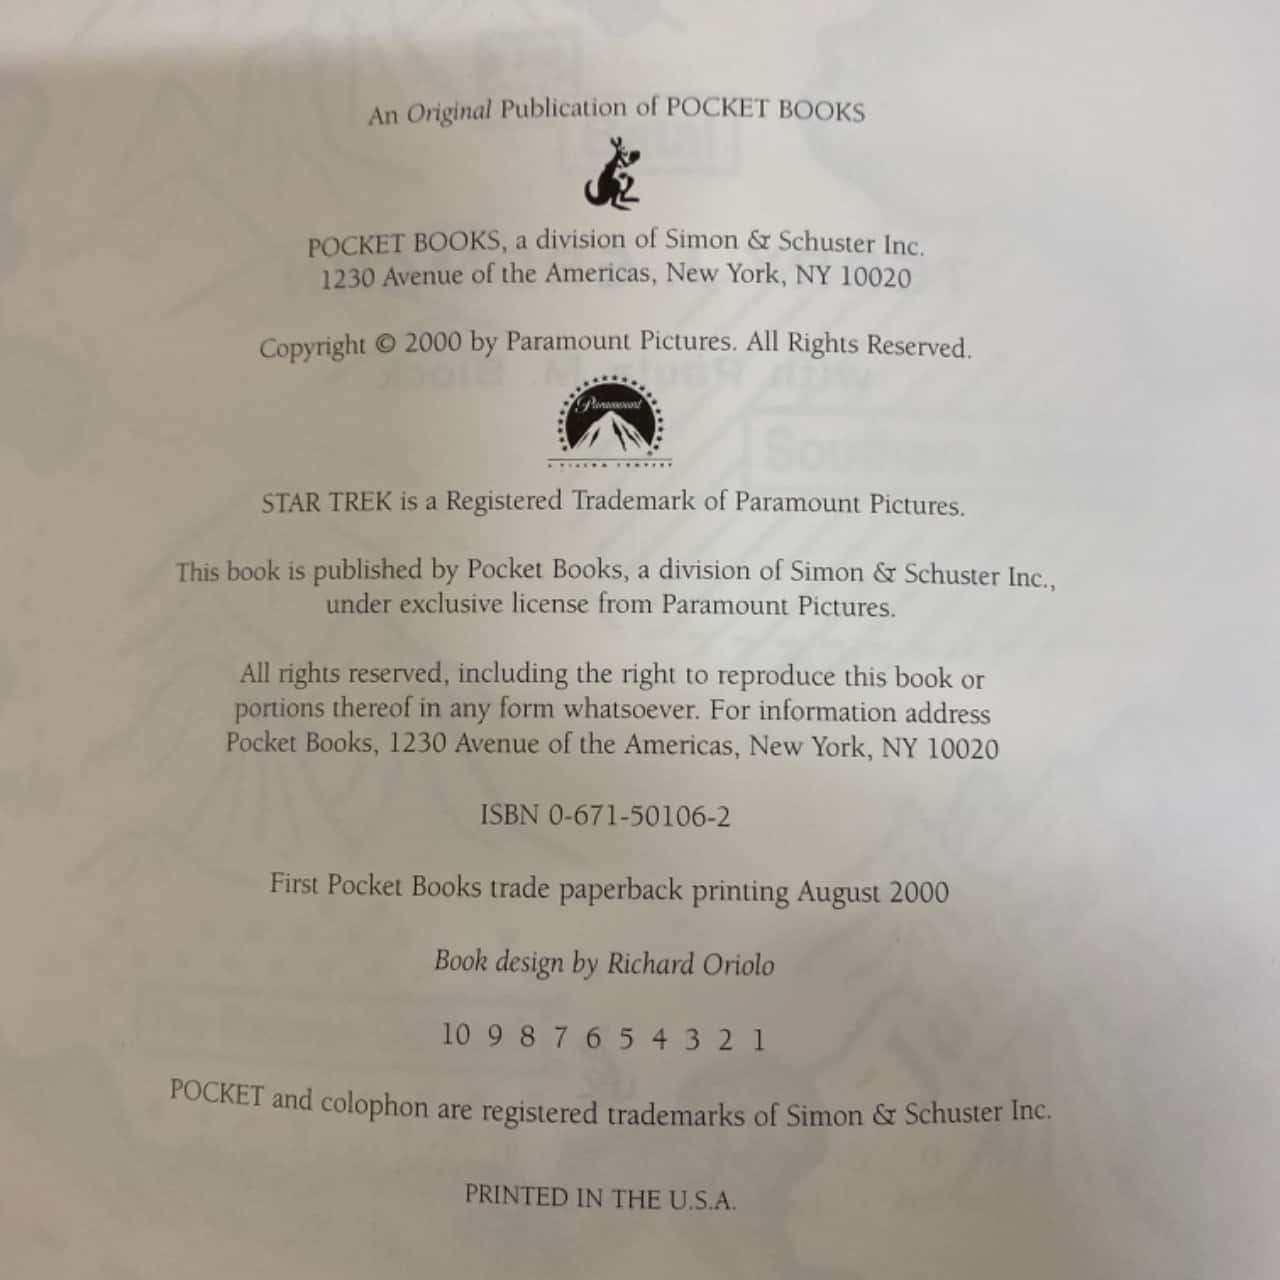 An Original Publication of POCKET BOOKS
POCKET BOOKS, a division of Simon & Schuster Inc.
1230 Avenue of the Americas, New York, NY 10020
Copyright © 2000 by Paramount Pictures. All Rights Reserved.
Paramount
A VIACOM COMPANY
STAR TREK is a Registered Trademark of Paramount Pictures.
This book is published by Pocket Books, a division of Simon & Schuster Inc.,
under exclusive license from Paramount Pictures.
All rights reserved, including the right to reproduce this book or
portions thereof in any form whatsoever. For information address
Pocket Books, 1230 Avenue of the Americas, New York, NY 10020
ISBN 0-671-50106-2
First Pocket Books trade paperback printing August 2000
Book design by Richard Oriolo
10 9 8 7 6 5 4 3 2 1
POCKET and colophon are registered trademarks of Simon & Schuster Inc.
PRINTED IN THE U.S.A.